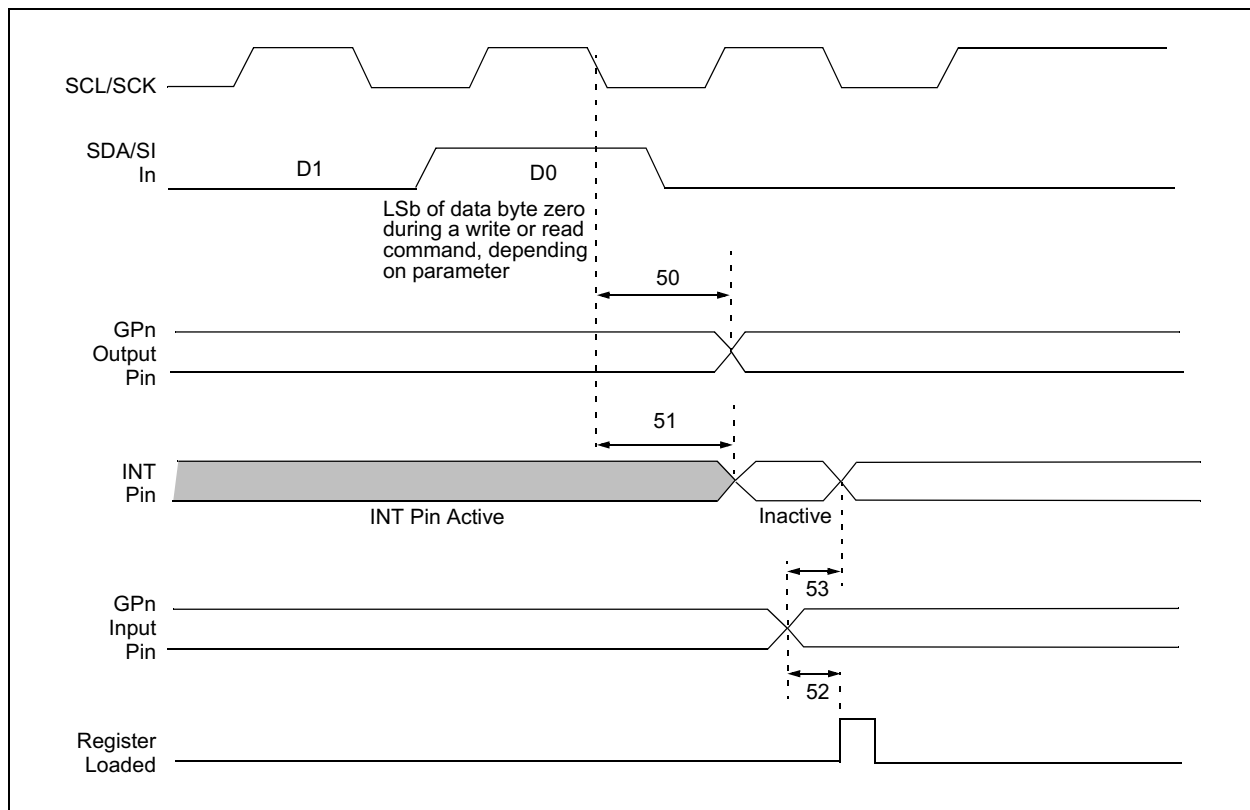 SCL/SCK
SDA/SI
In
D1
D0
LSb of data byte zero
during a write or read
command, depending
on parameter
50
GPn
Output
Pin
51
INT
Pin
INT Pin Active
Inactive
53
GPn
Input
Pin
52
Register
Loaded